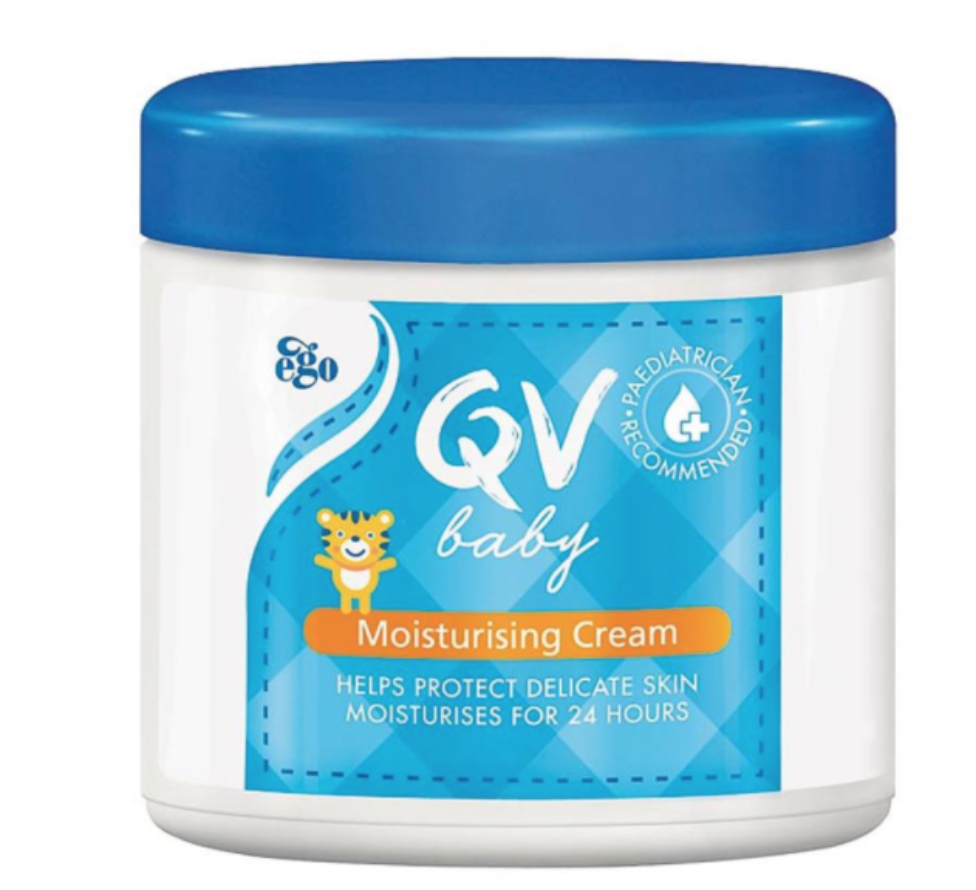 ego
QV
baby
PAEDIATRICIAN
• RECOMMENDED •
Moisturising Cream
HELPS PROTECT DELICATE SKIN
MOISTURISES FOR 24 HOURS